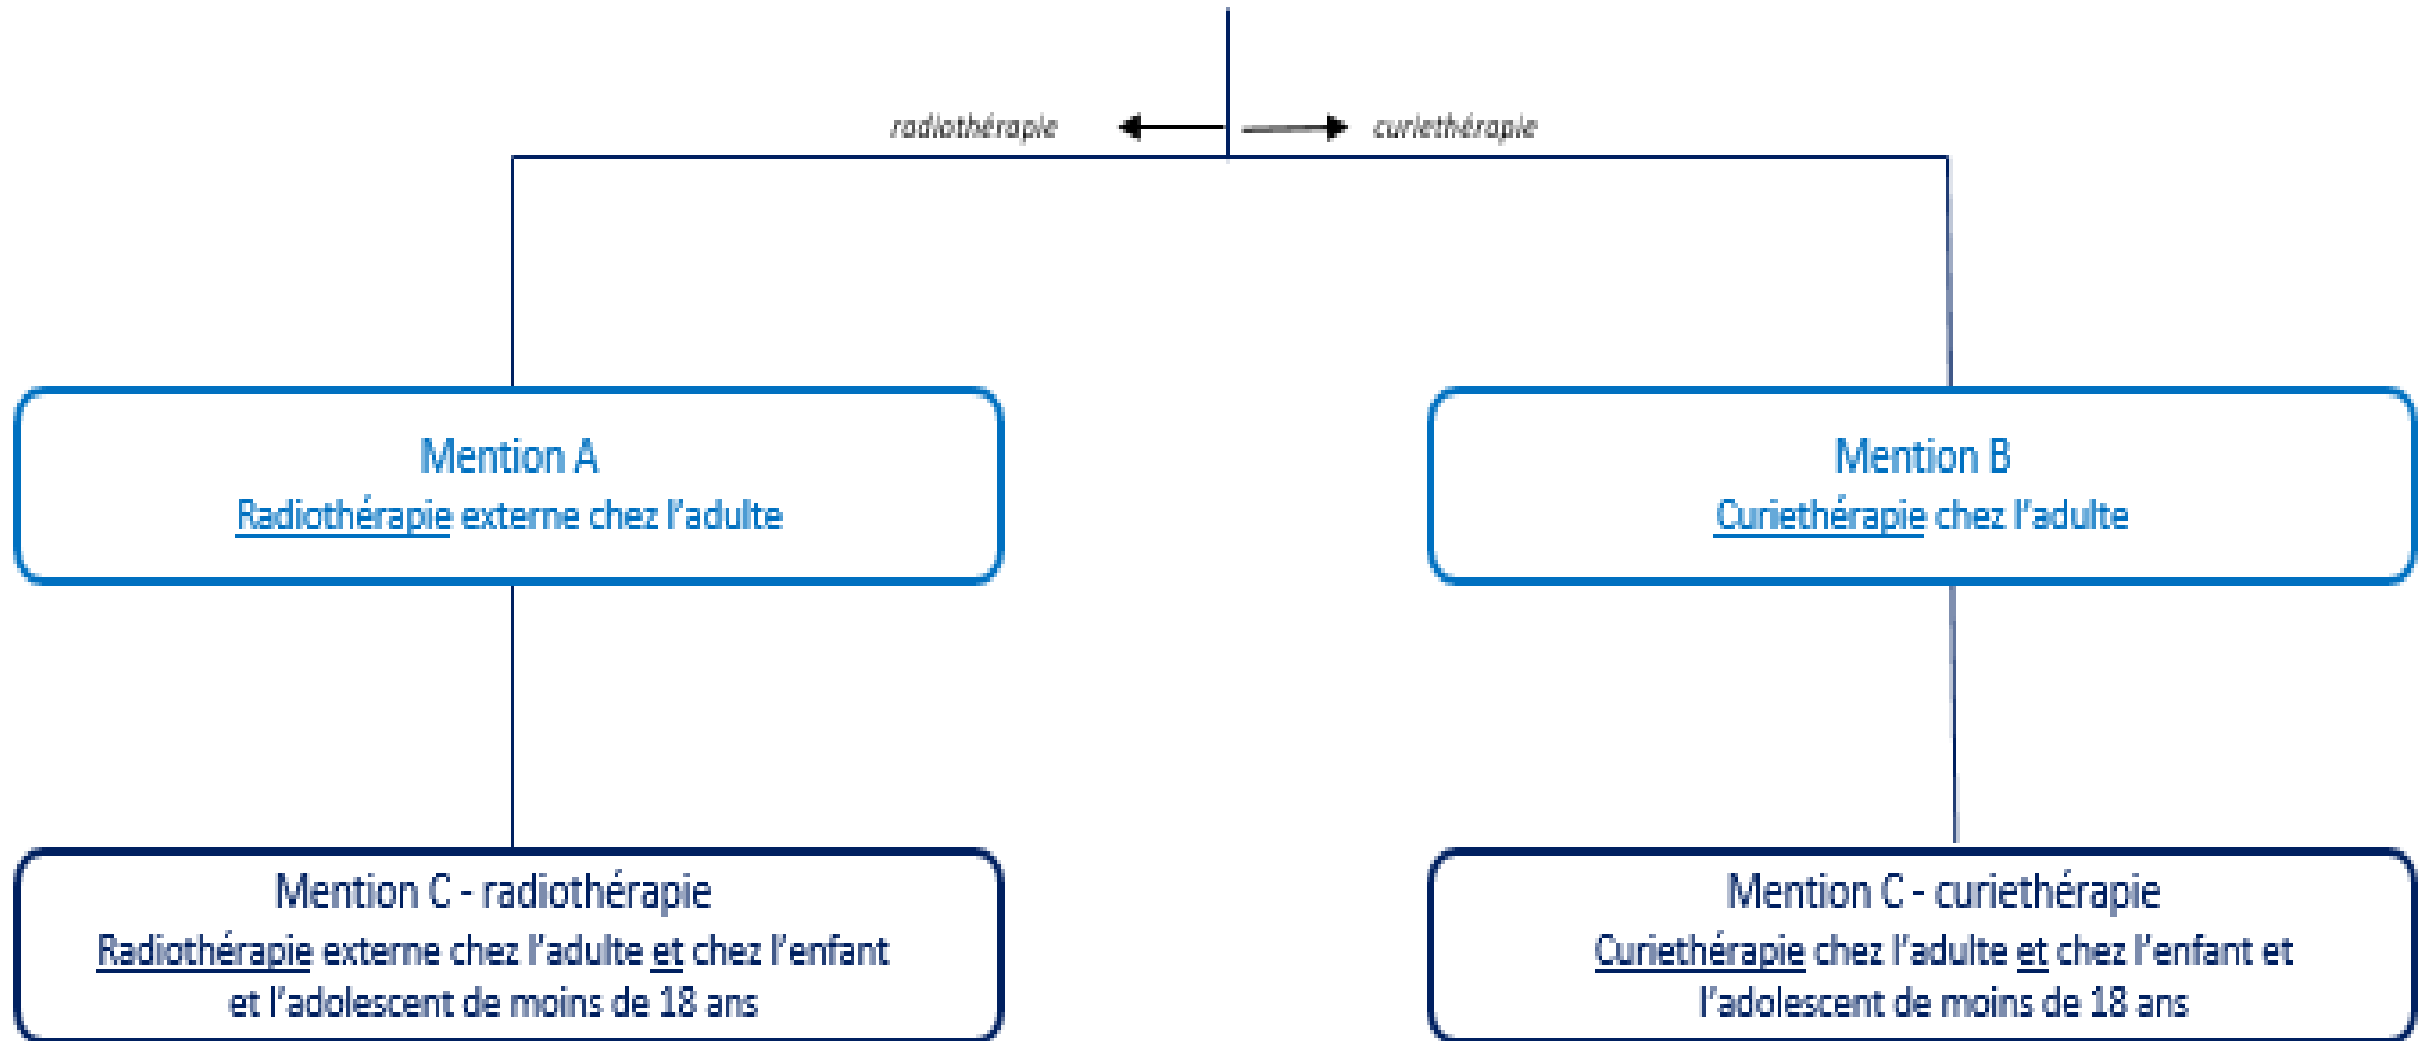 radiothérapie
curiethérapie
Mention A
Radiothérapie externe chez l'adulte
Mention B
Curiethérapie chez l'adulte
Mention C - radiothérapie
Radiothérapie externe chez l'adulte et chez l'enfant
et l'adolescent de moins de 18 ans
Mention C - curiethérapie
Curiethérapie chez l'adulte et chez l'enfant et
l'adolescent de moins de 18 ans